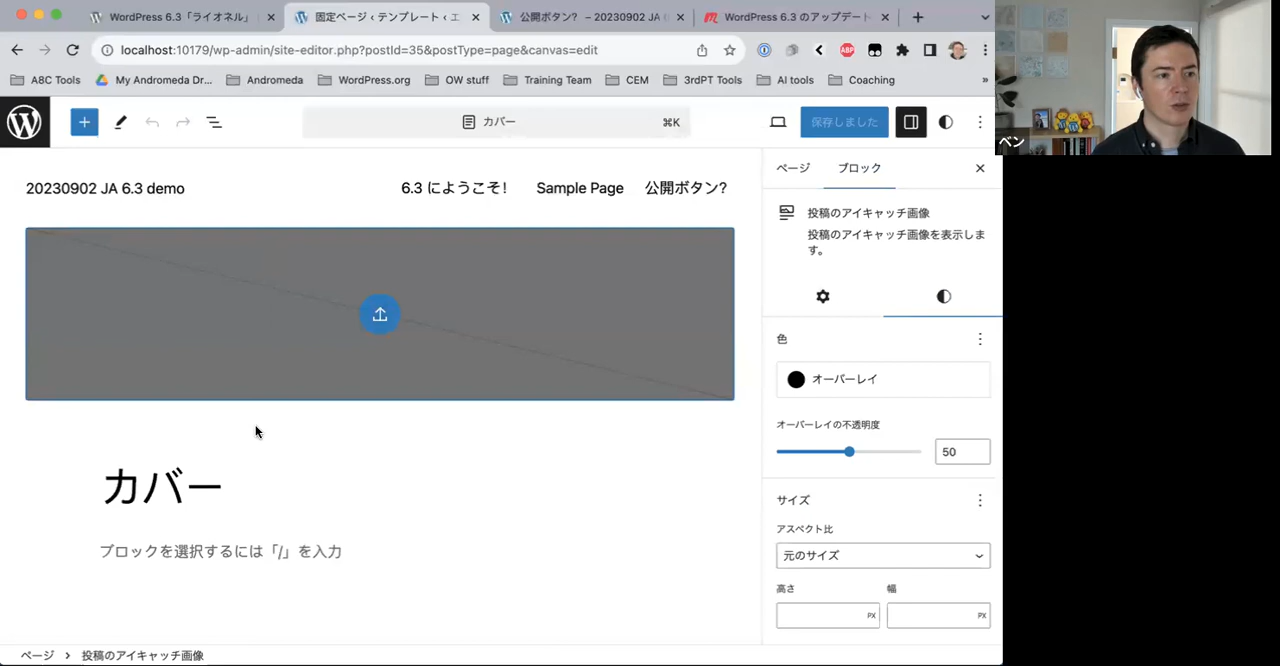 WordPress 6.3「ライオネル」
固定ページ ‹ テンプレート ‹ エ
公開ボタン? – 20230902 JA
WordPress 6.3 のアップデート
localhost:10179/wp-admin/site-editor.php?postId=35&postType=page&canvas=edit
ABP
A8C Tools
My Andromeda Dr...
Andromeda
WordPress.org
OW stuff
Training Team
CEM
3rdPT Tools
AI tools
Coaching
»
カバー
⌘K
保存しました
ベン
20230902 JA 6.3 demo
6.3 にようこそ!
Sample Page
公開ボタン?
カバー
ブロックを選択するには「/」を入力
ページ
ブロック
投稿のアイキャッチ画像
投稿のアイキャッチ画像を表示しま
す。
色
オーバーレイ
オーバーレイの不透明度
50
サイズ
アスペクト比
元のサイズ
高さ
幅
PX
PX
ページ › 投稿のアイキャッチ画像